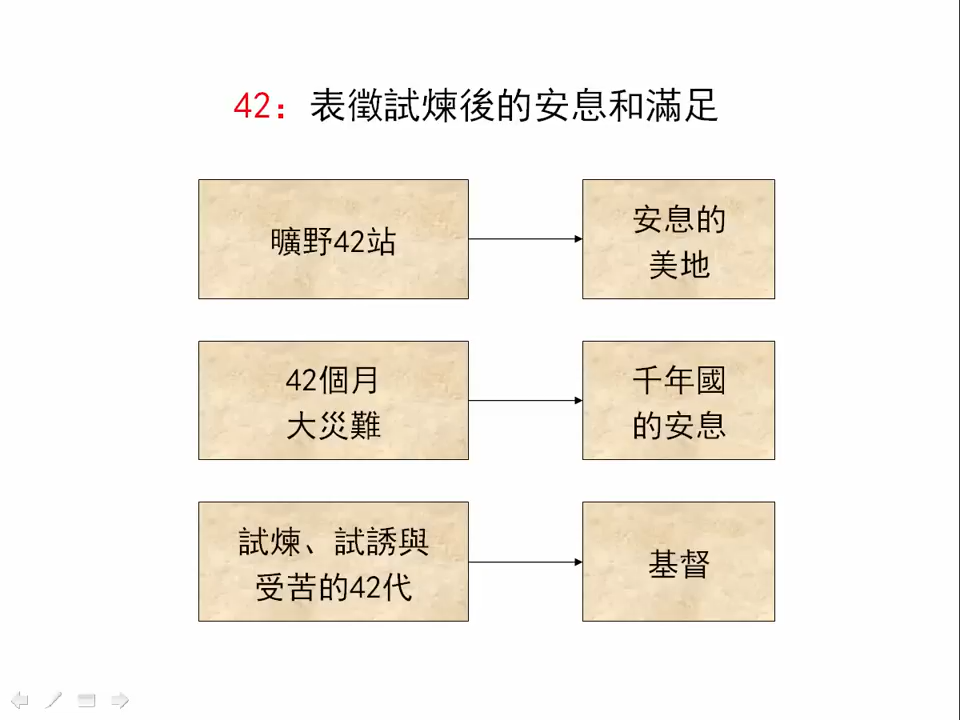 42：表徵試煉後的安息和滿足
曠野42站
安息的
美地
42個月
大災難
千年國
的安息
試煉、試誘與
受苦的42代
基督